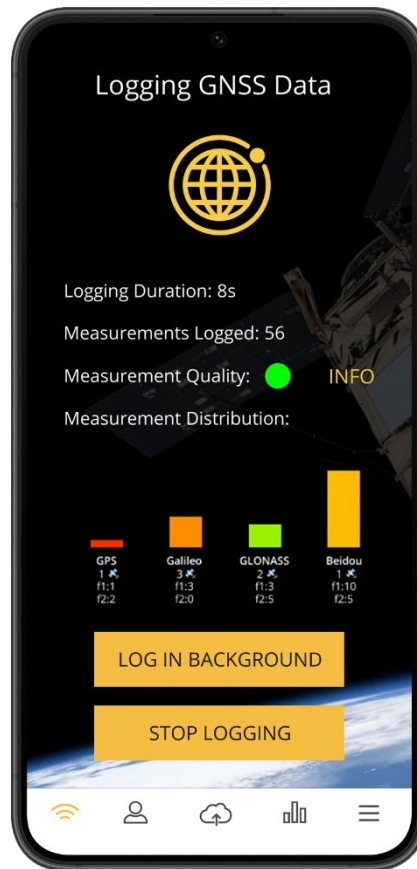 Logging GNSS Data
Logging Duration: 8s
Measurements Logged: 56
Measurement Quality: INFO
Measurement Distribution:
GPS Galileo GLONASS Beidou
1 3 2 1
f1:1 f1:3 f1:3 f1:10
f2:2 f2:0 f2:5 f2:5
LOG IN BACKGROUND
STOP LOGGING